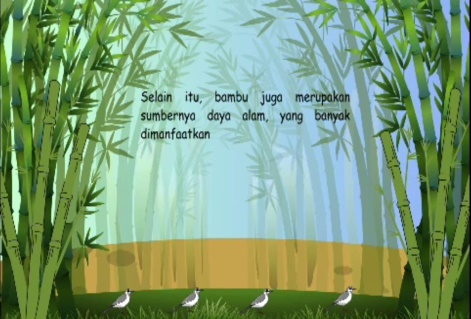 Selain itu, bambu juga merupakan
sumbernya daya alam, yang banyak
dimanfaatkan